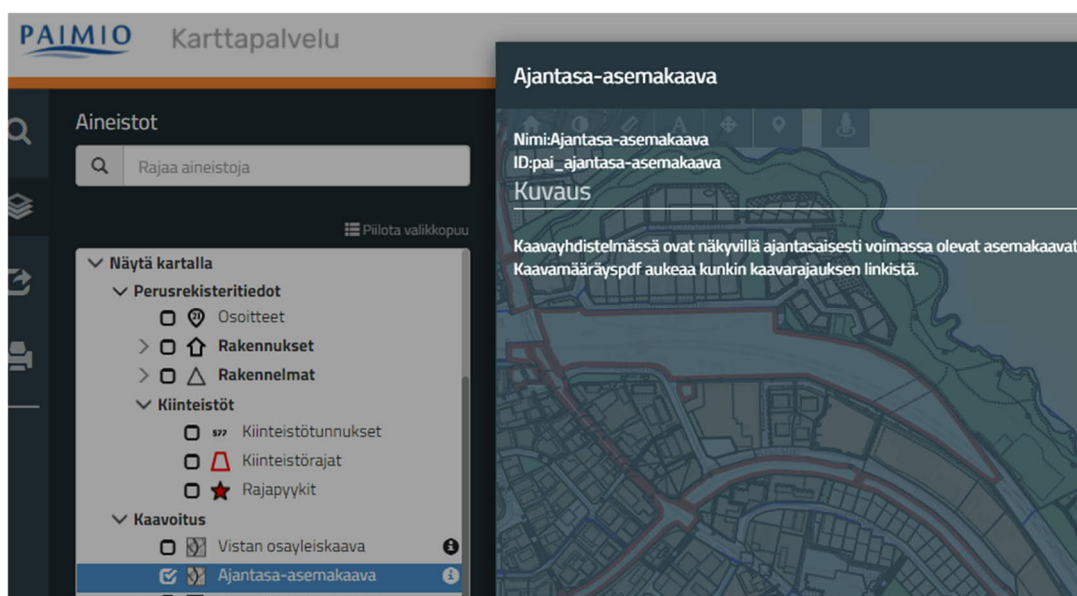 PAIMIO
Karttapalvelu
Aineistot
Rajaa aineistoja
Piilota valikkopuu
Näytä kartalla
Perusrekisteritiedot
Osoitteet
Rakennukset
Rakennelmat
Kiinteistöt
Kiinteistötunnukset
Kiinteistörajat
Rajapyykit
Kaavoitus
Vistan osayleiskaava
Ajantasa-asemakaava
Ajantasa-asemakaava
Nimi:Ajantasa-asemakaava
ID:pai_ajantasa-asemakaava
Kuvaus
Kaavayhdistelmässä ovat näkyvillä ajantasaisesti voimassa olevat asemakaavat
Kaavamääräyspdf aukeaa kunkin kaavarajauksen linkistä.